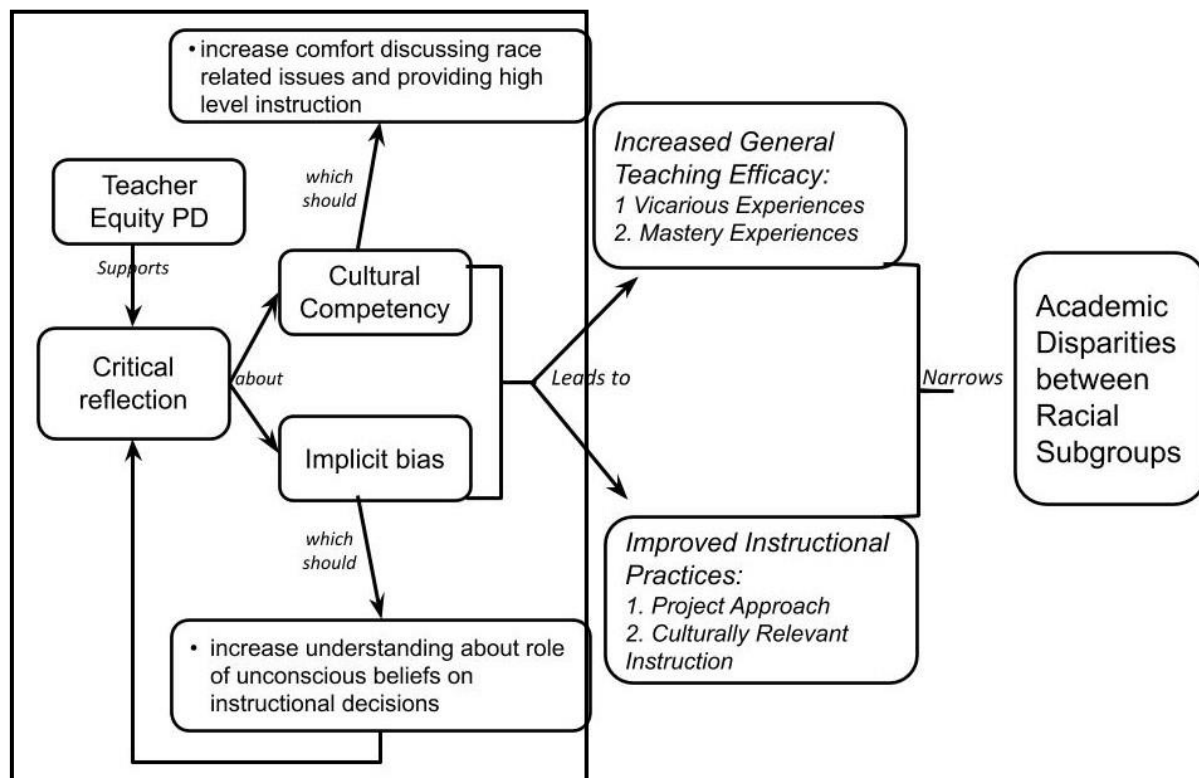 • increase comfort discussing race
related issues and providing high
level instruction
which
should
Teacher
Equity PD
Supports
Critical
reflection
about
Cultural
Competency
Implicit bias
which
should
• increase understanding about role
of unconscious beliefs on
instructional decisions
Leads to
Increased General
Teaching Efficacy:
1 Vicarious Experiences
2. Mastery Experiences
Improved Instructional
Practices:
1. Project Approach
2. Culturally Relevant
Instruction
Narrows
Academic
Disparities
between
Racial
Subgroups